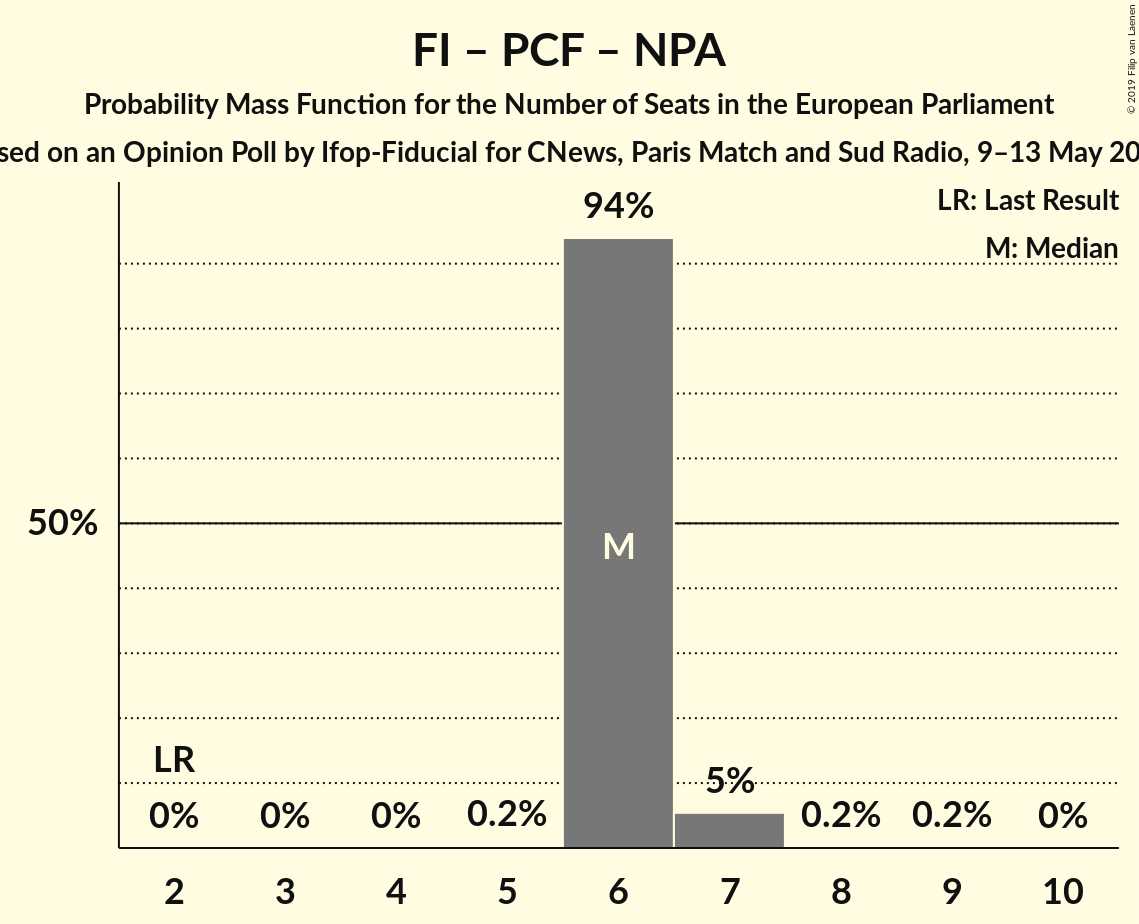 FI – PCF – NPA
Probability Mass Function for the Number of Seats in the European Parliament
sed on an Opinion Poll by Ifop-Fiducial for CNews, Paris Match and Sud Radio, 9–13 May 20
© 2019 Filip van Laenen
LR: Last Result
M: Median
94%
50%
M
LR
5%
0% 0% 0% 0.2% 0.2% 0.2% 0%
2 3 4 5 6 7 8 9 10